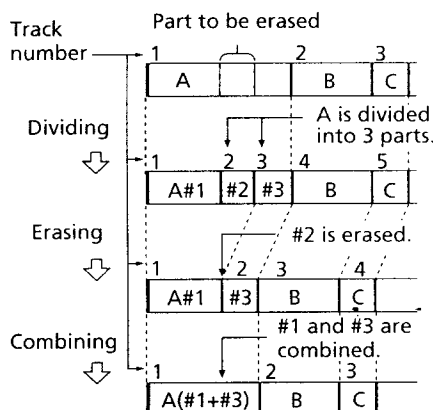 Track number
Part to be erased
1 2 3
A B C
Dividing
A is divided into 3 parts.
1 2 3 4 5
A#1 #2 #3 B C
Erasing
#2 is erased.
1 2 3 4
A#1 #3 B C
Combining
#1 and #3 are combined.
1 2 3
A(#1+#3) B C